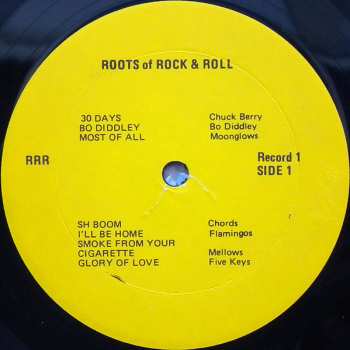 ROOTS of ROCK & ROLL
30 DAYS Chuck Berry
BO DIDDLEY Bo Diddley
MOST OF ALL Moonglows
RRR
Record 1
SIDE 1
SH BOOM Chords
I'LL BE HOME Flamingos
SMOKE FROM YOUR
CIGARETTE Mellows
GLORY OF LOVE Five Keys